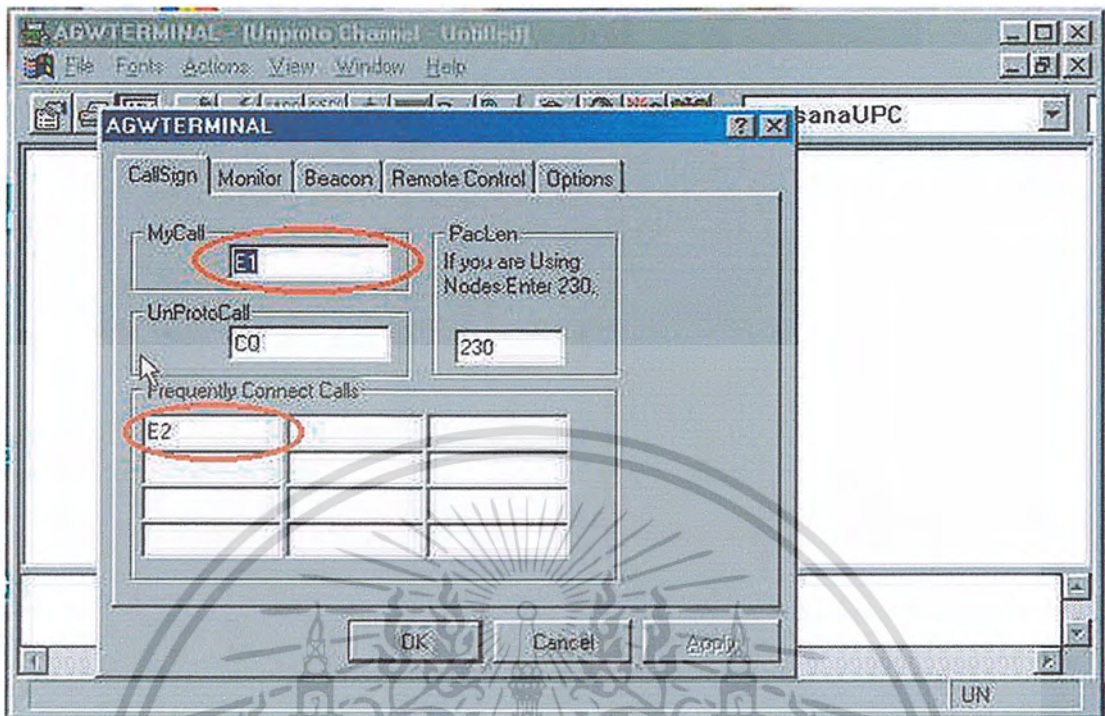 AGWTERMINAL - [Unproto Channel - Untitled]
File Fonts Actions View Window Help
sanaUPC
AGWTERMINAL
CallSign Monitor Beacon Remote Control Options
MyCall
E1
PacLen
If you are Using
Nodes Enter 230.
UnProtoCall
CQ
230
Frequently Connect Calls
E2
OK Cancel Apply
UN